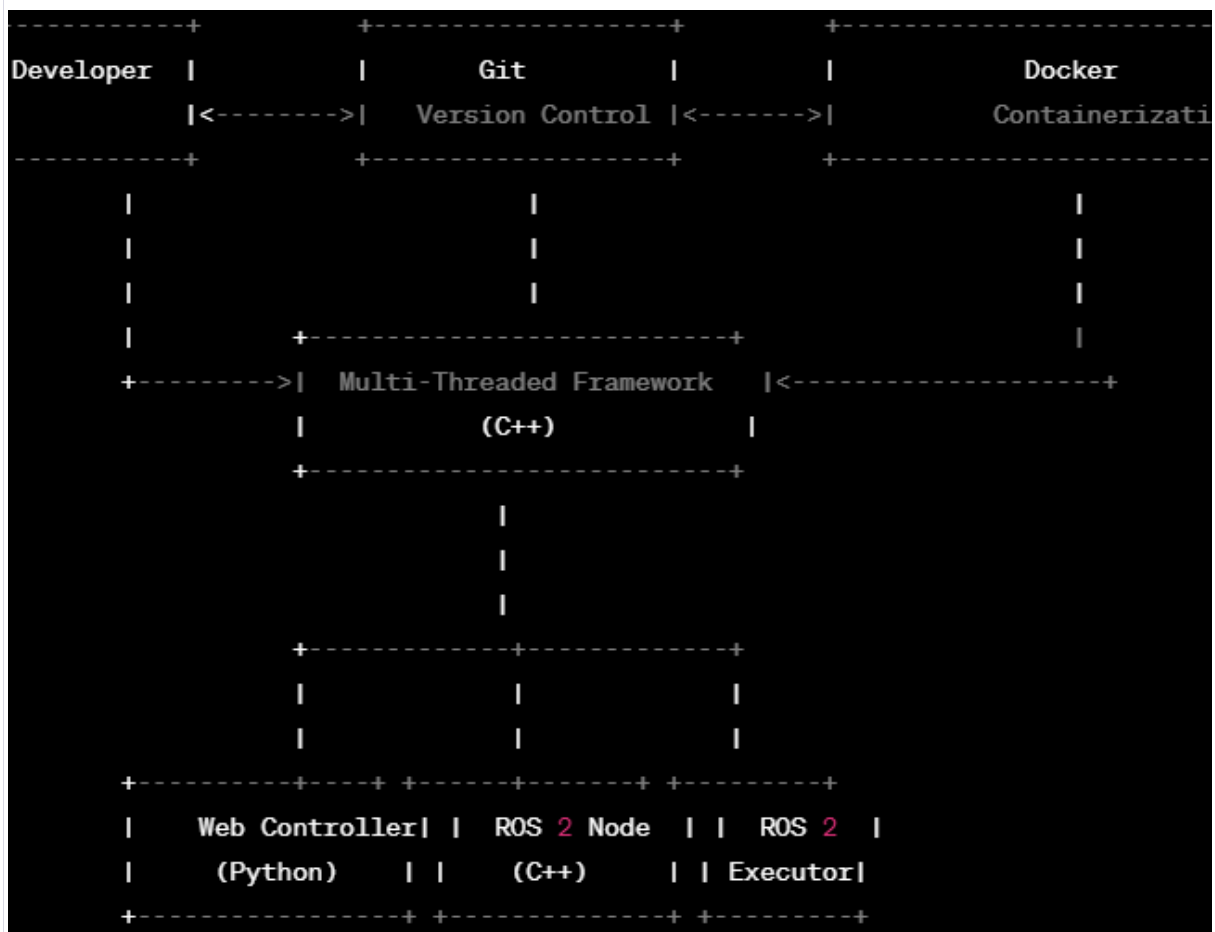 Developer | | Git | | Docker
|<-------->| Version Control |<------->| Containerizati
Multi-Threaded Framework
(C++)
Web Controller| | ROS 2 Node | | ROS 2 |
(Python) | | (C++) | | Executor|